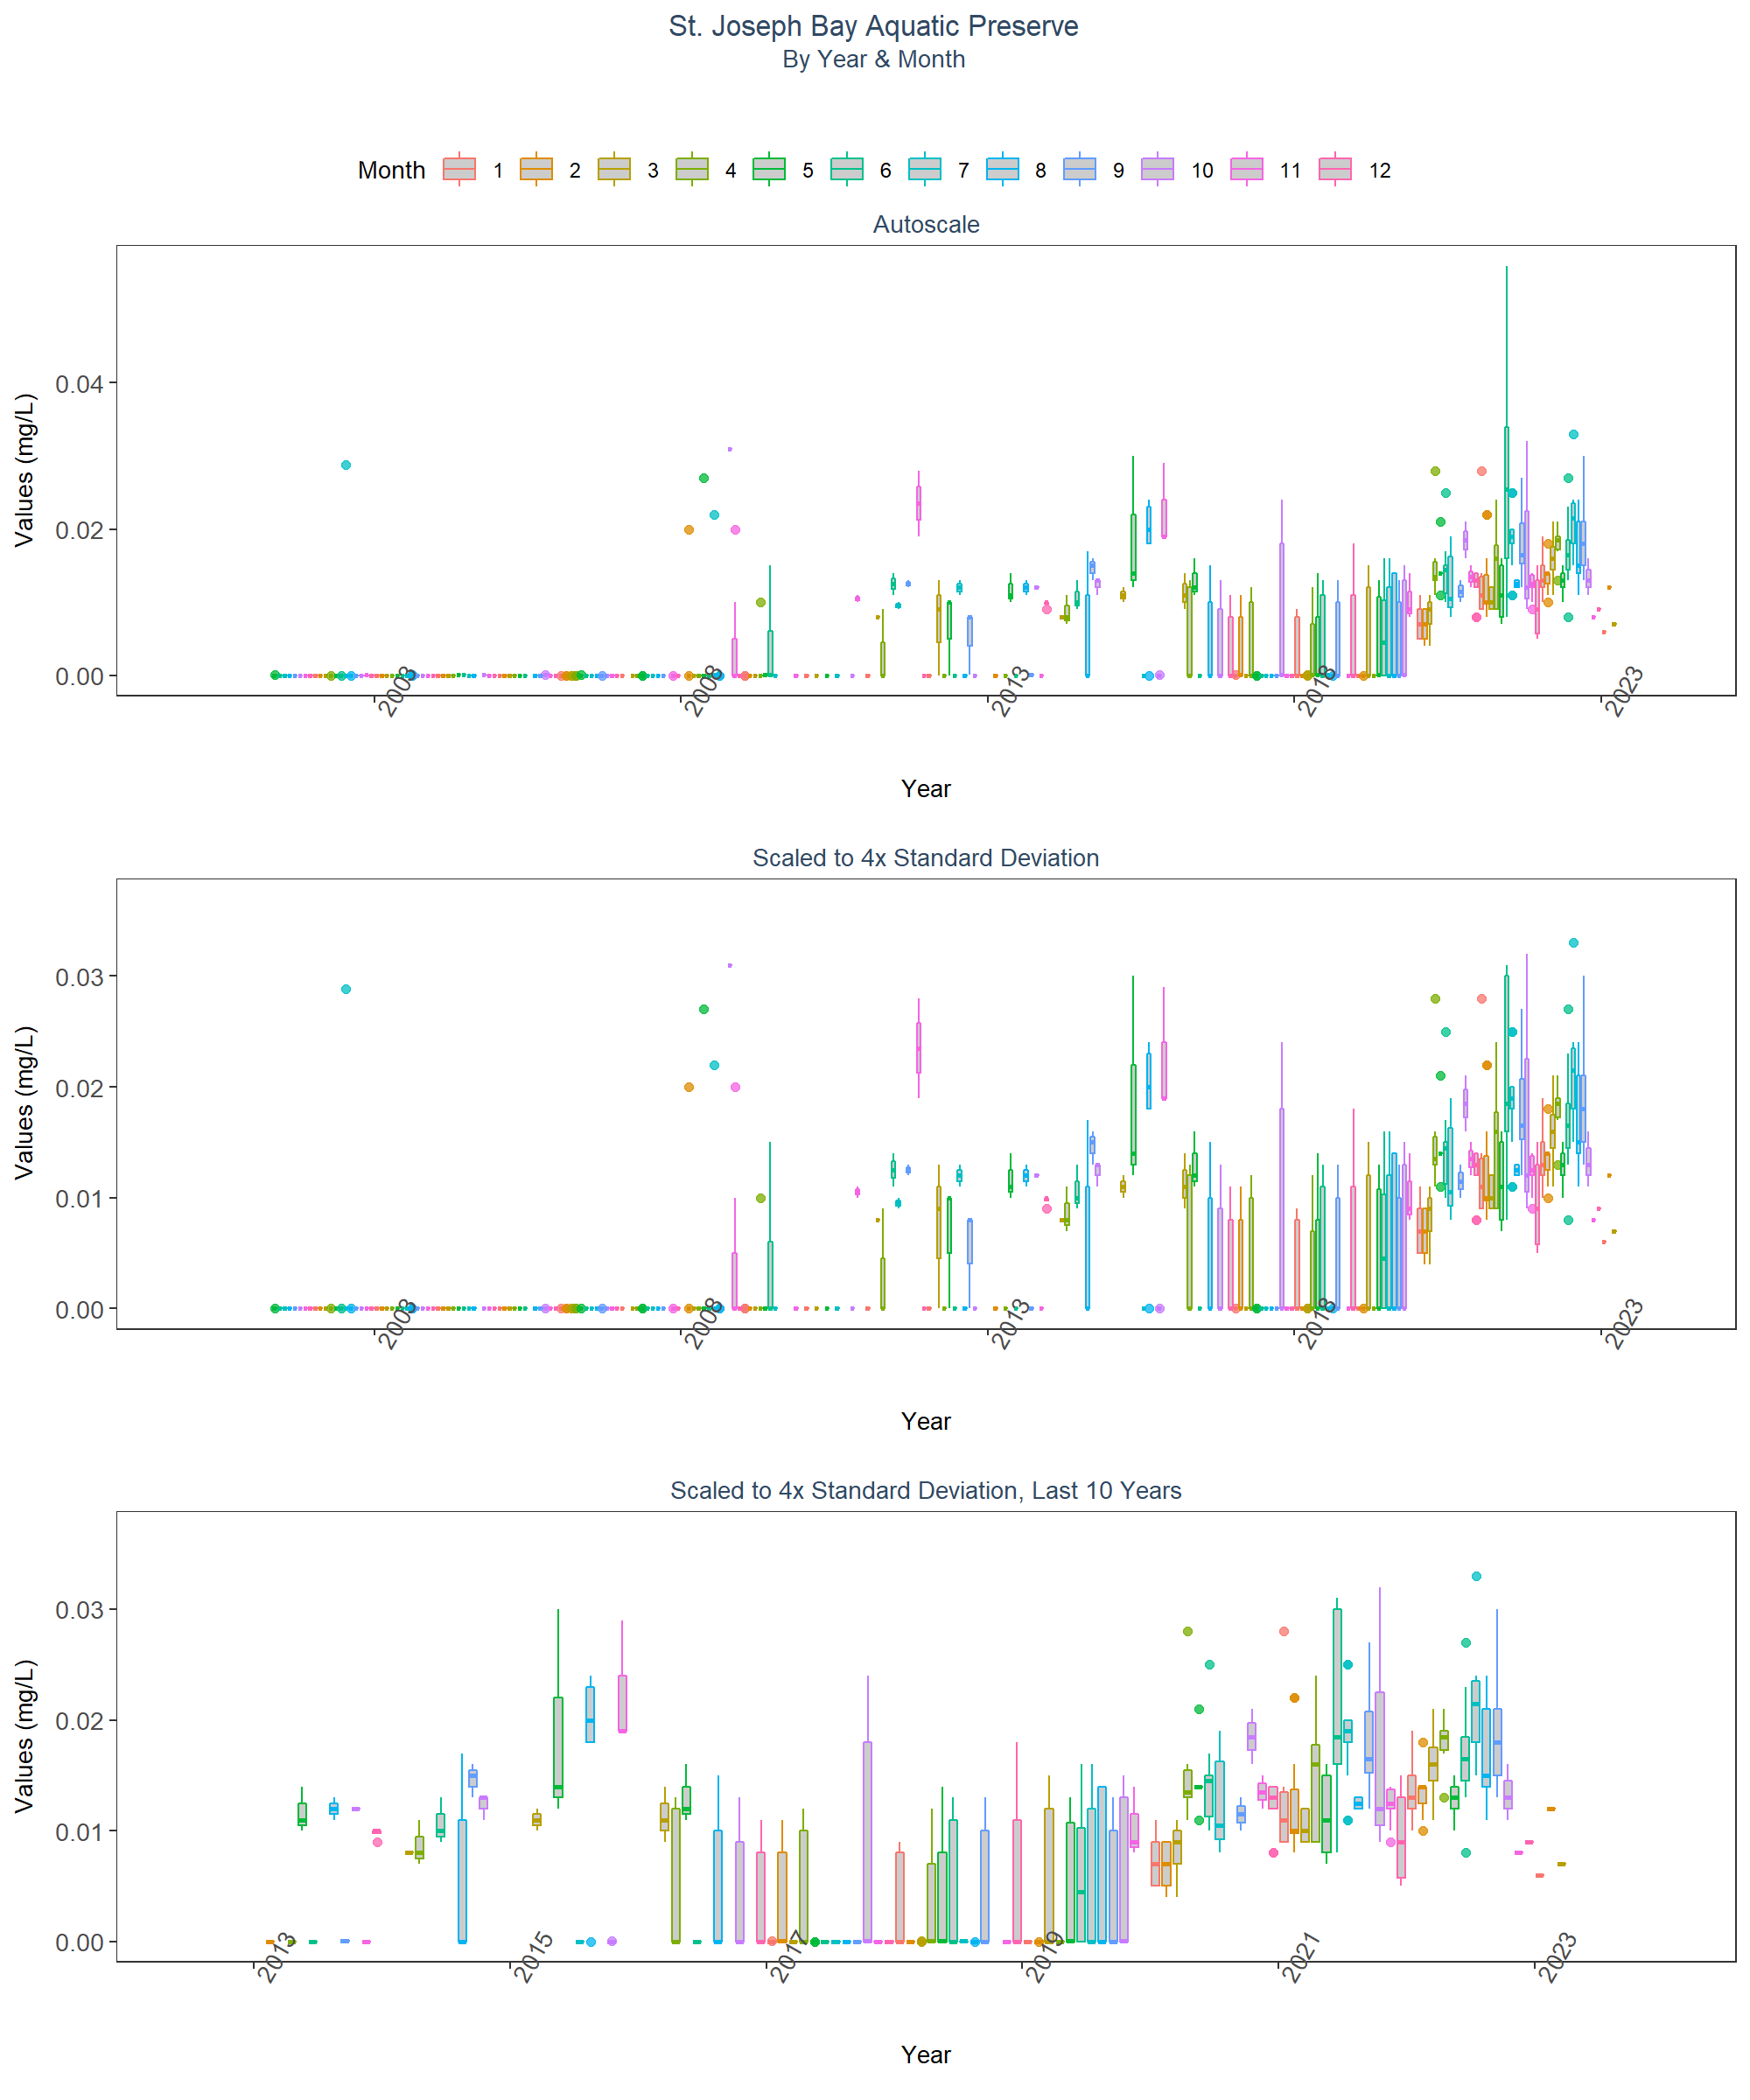 St. Joseph Bay Aquatic Preserve
By Year & Month
Month 1 2 3 4 5 6 7 8 9 10 11 12
Autoscale
Values (mg/L)
0.04
0.02
0.00
2003 2008 2013 2018 2023
Year
Scaled to 4x Standard Deviation
Values (mg/L)
0.03
0.02
0.01
0.00
2003 2008 2013 2018 2023
Year
Scaled to 4x Standard Deviation, Last 10 Years
Values (mg/L)
0.03
0.02
0.01
0.00
2013 2015 2017 2019 2021 2023
Year